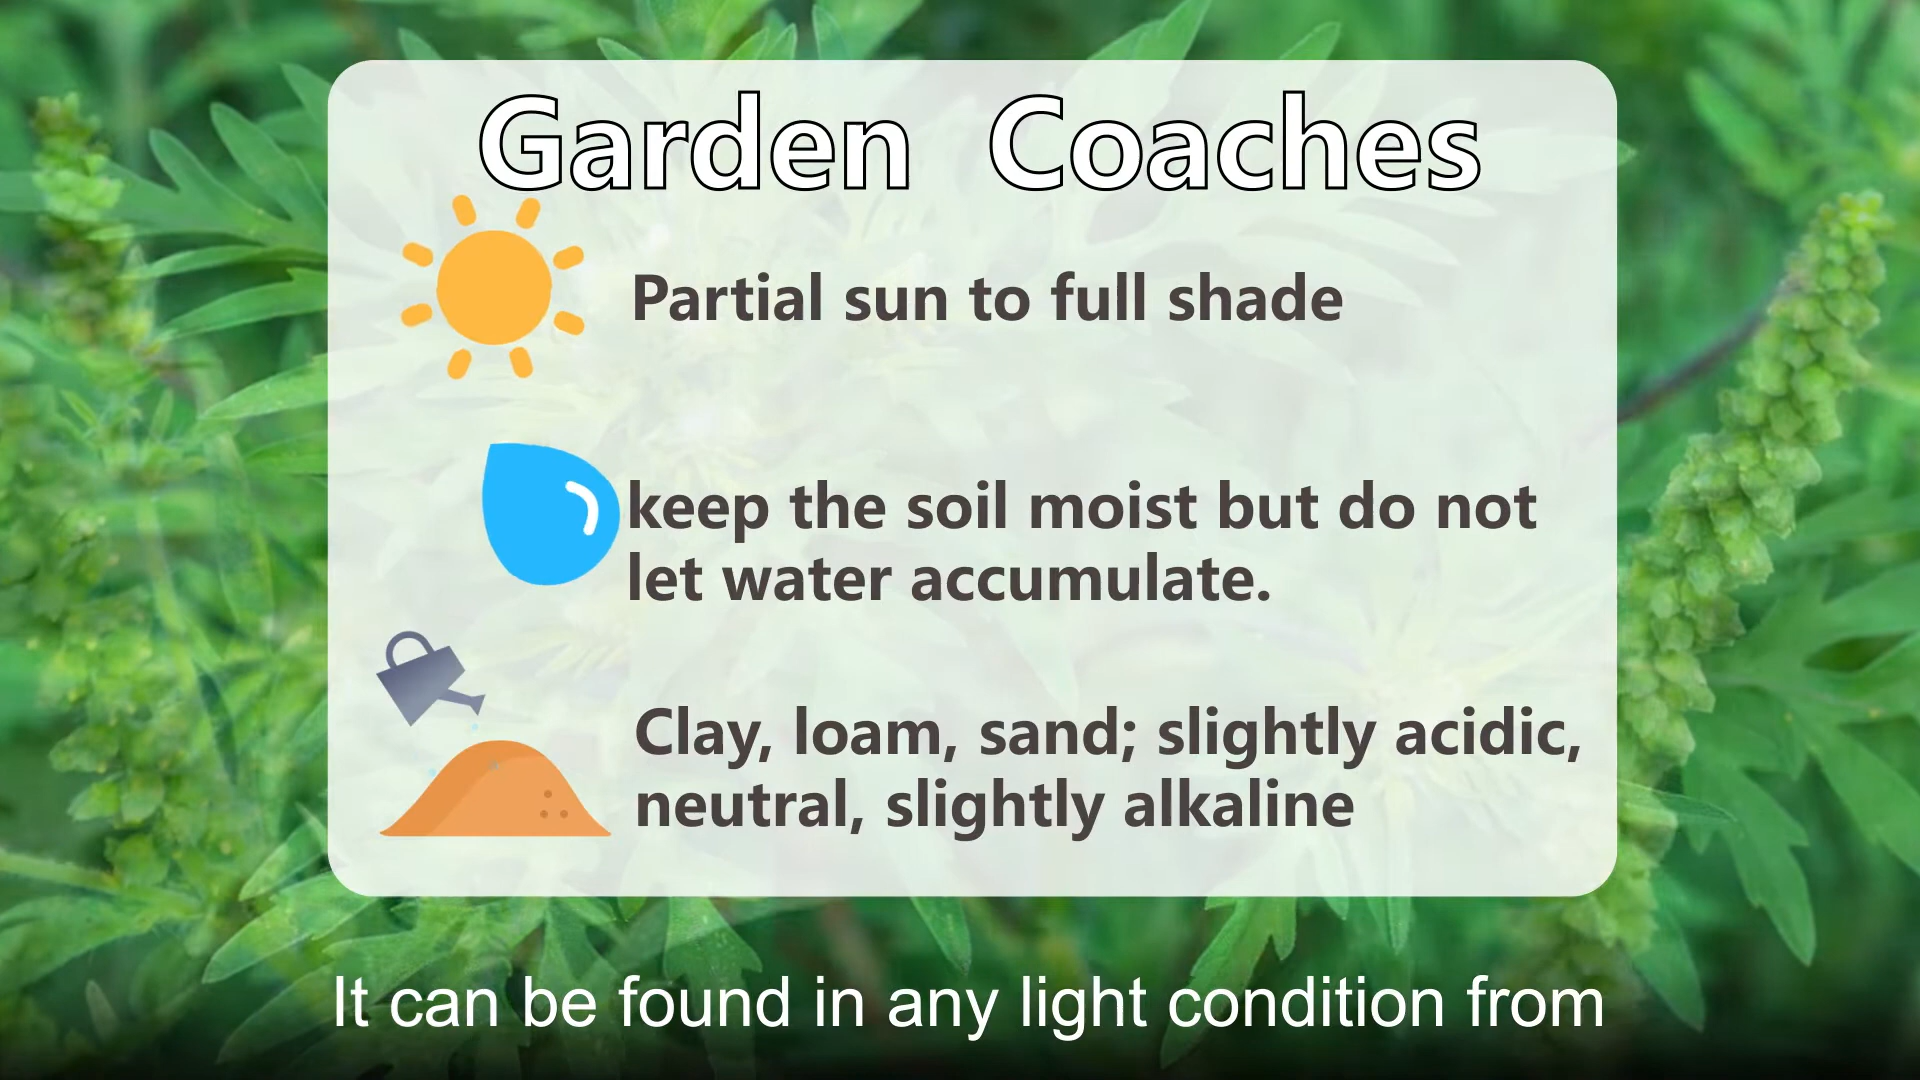 Garden Coaches
Partial sun to full shade
keep the soil moist but do not
let water accumulate.
Clay, loam, sand; slightly acidic,
neutral, slightly alkaline
It can be found in any light condition from